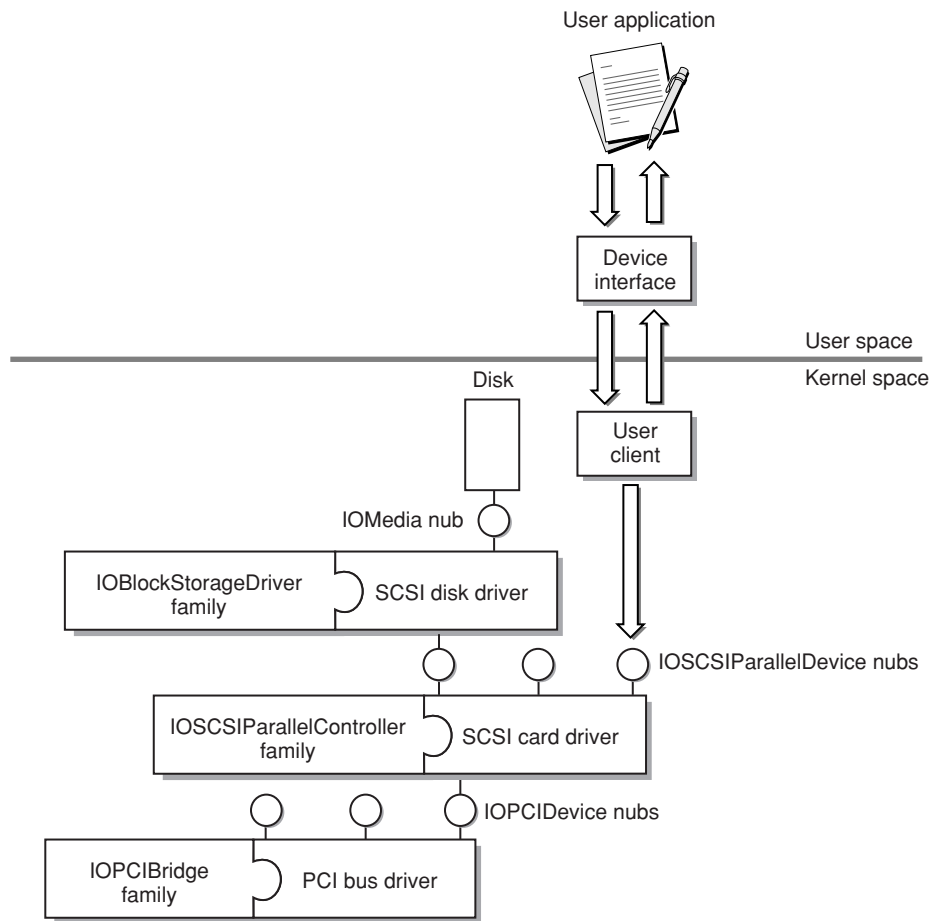 User application
Device
interface
User space
Kernel space
Disk
User
client
IOMedia nub
IOBlockStorageDriver
family
SCSI disk driver
IOSCSIParallelDevice nubs
IOSCSIParallelController
family
SCSI card driver
IOPCIDevice nubs
IOPCIBridge
family
PCI bus driver